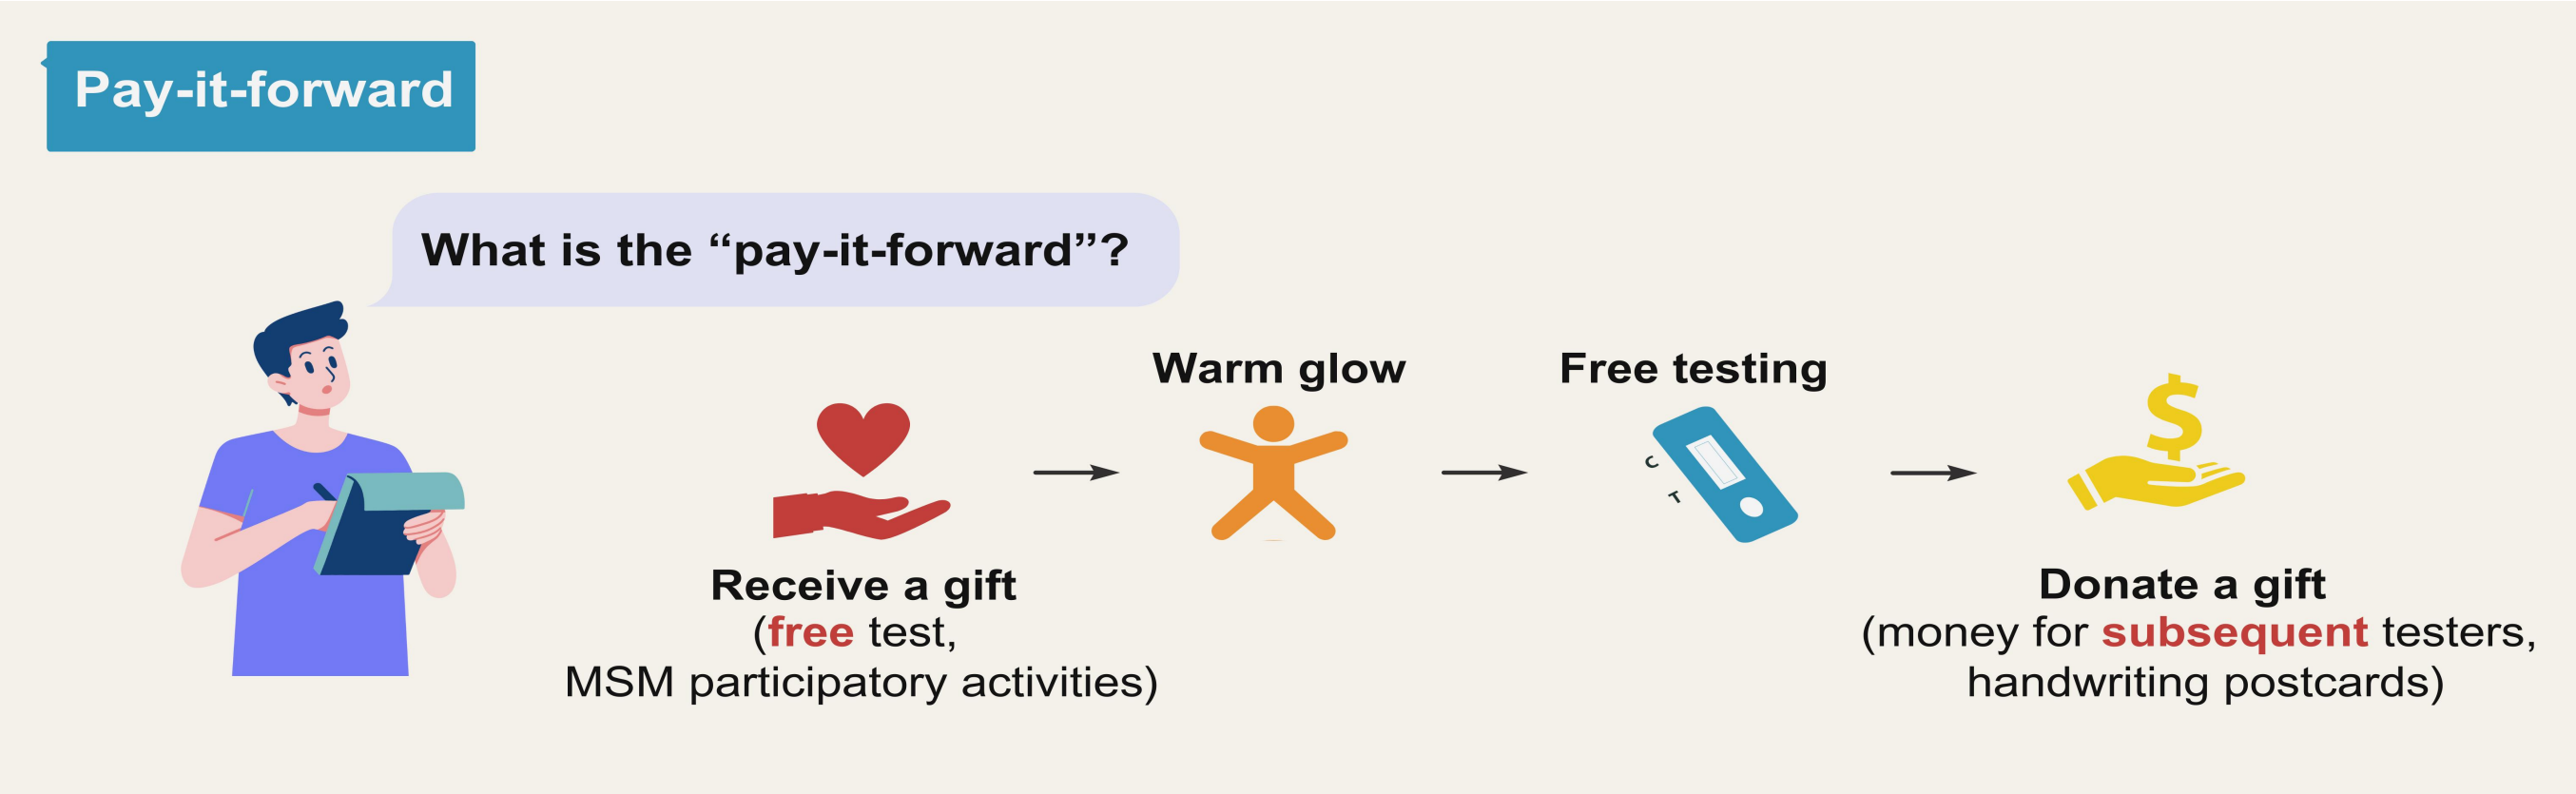 Pay-it-forward
What is the “pay-it-forward”?
Receive a gift
(free test,
MSM participatory activities)
Warm glow
Free testing
C
T
Donate a gift
(money for subsequent testers,
handwriting postcards)